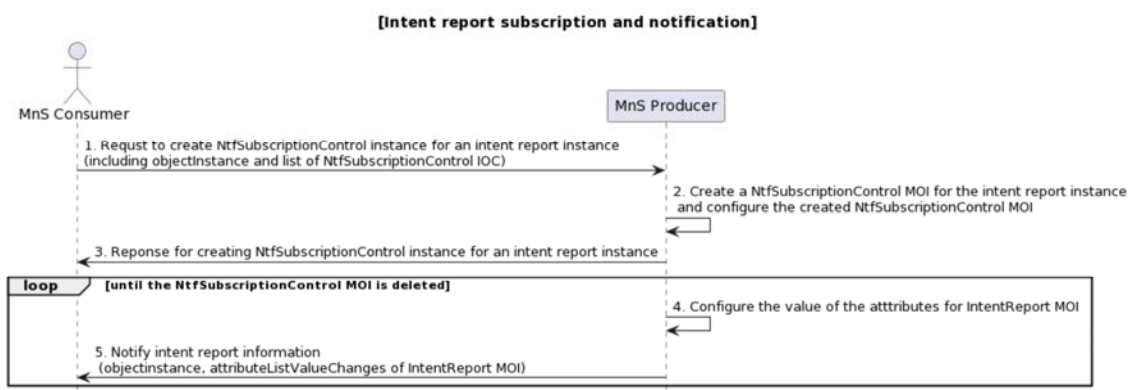 [Intent report subscription and notification]
MnS Consumer
MnS Producer
1. Requst to create NtfSubscriptionControl instance for an intent report instance
(including objectInstance and list of NtfSubscriptionControl IOC)
2. Create a NtfSubscriptionControl MOI for the intent report instance
and configure the created NtfSubscriptionControl MOI
3. Reponse for creating NtfSubscriptionControl instance for an intent report instance
loop [until the NtfSubscriptionControl MOI is deleted]
4. Configure the value of the atttributes for IntentReport MOI
5. Notify intent report information
(objectinstance, attributeListValueChanges of IntentReport MOI)